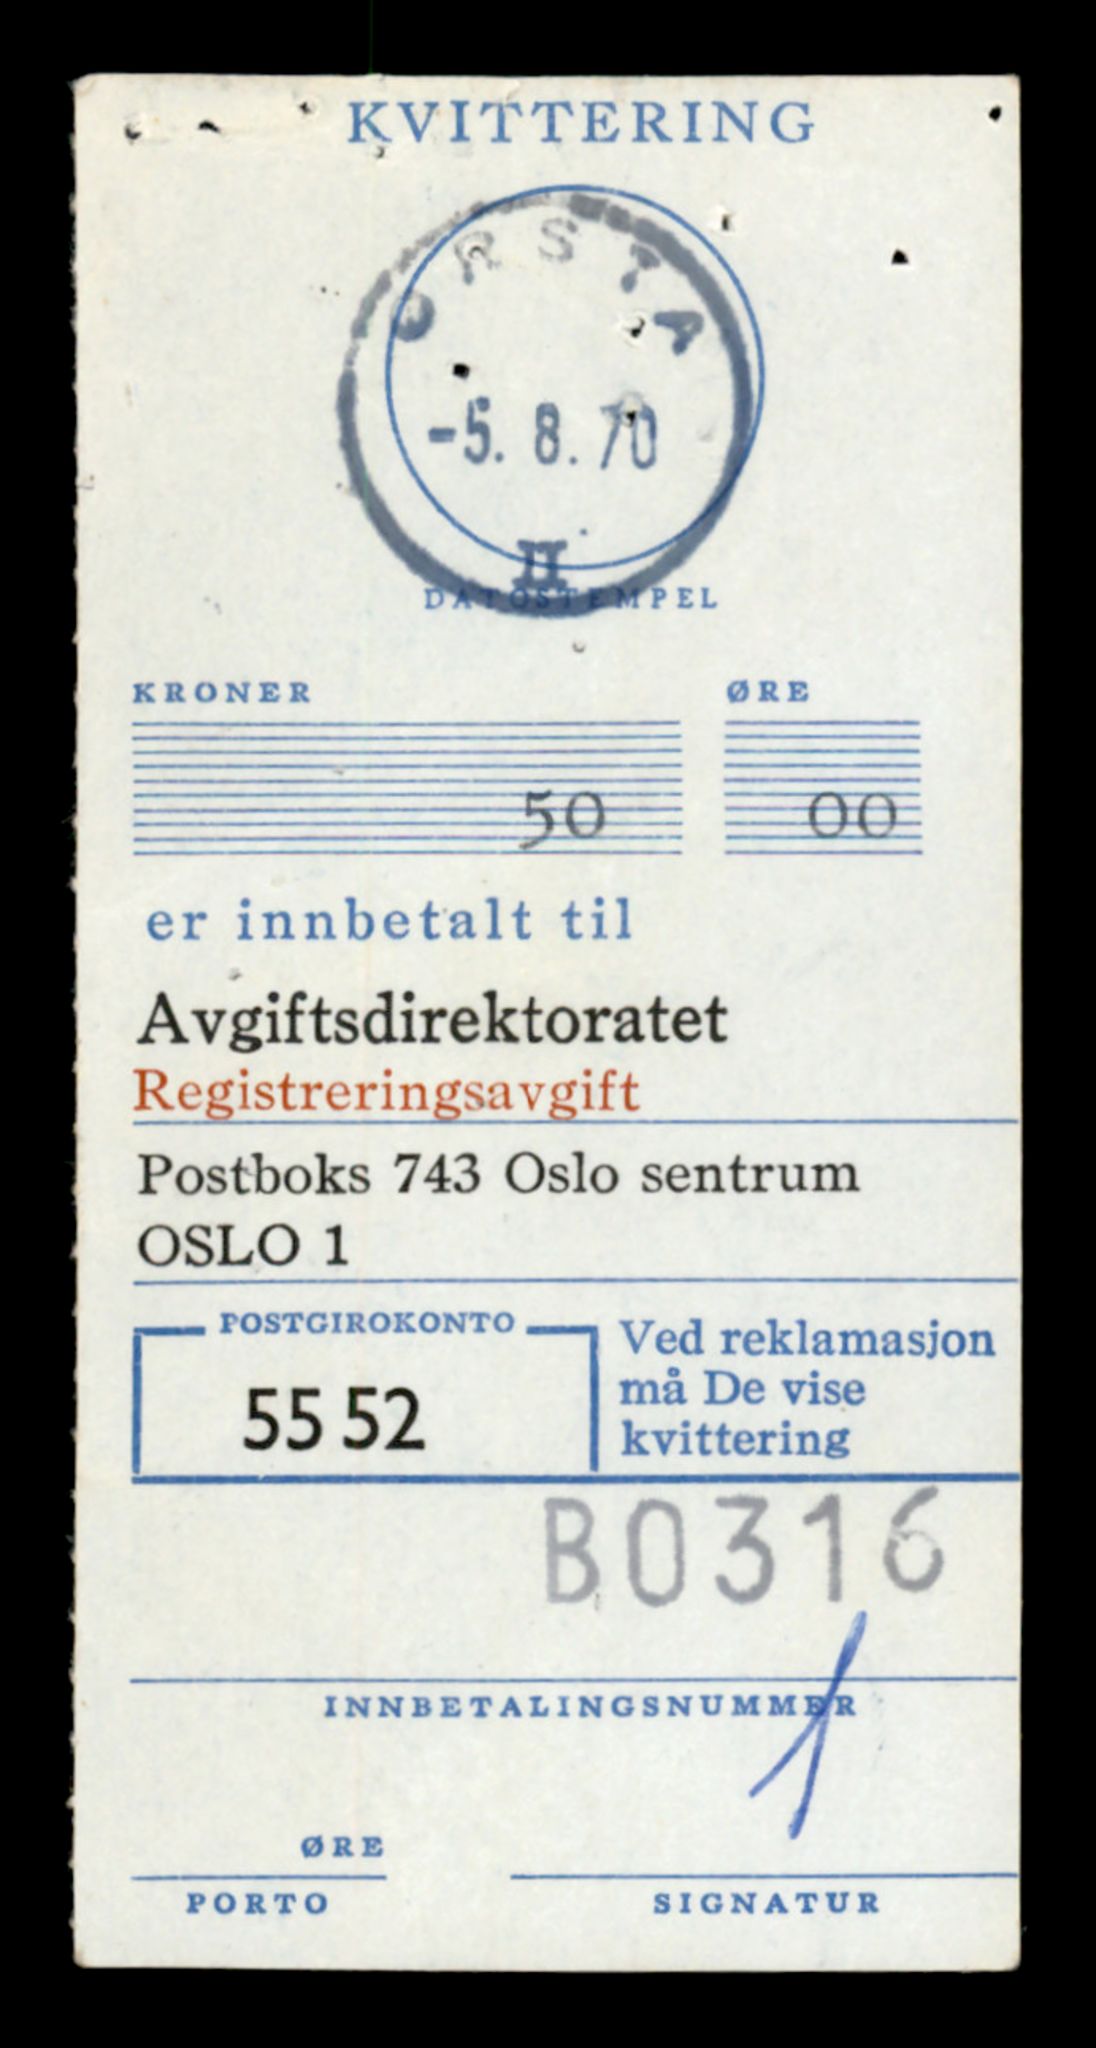 KVITTERING
ØRSTA
-5. 8. 70
II
DATOSTEMPEL
KRONER ØRE
50 00
er innbetalt til
Avgiftsdirektoratet
Registreringsavgift
Postboks 743 Oslo sentrum
OSLO 1
POSTGIROKONTO
55 52
Ved reklamasjon
må De vise
kvittering
B0316
INNBETALINGSNUMMER
ØRE
PORTO
SIGNATUR